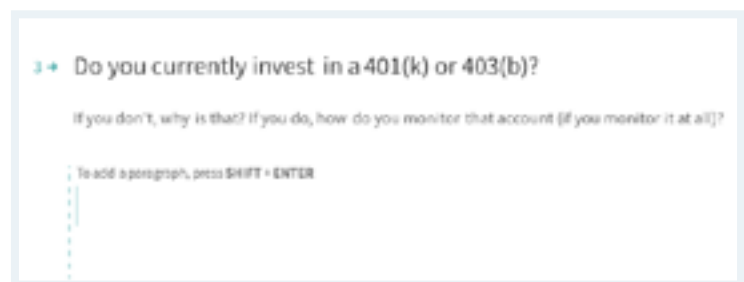 3→ Do you currently invest in a 401(k) or 403(b)?
If you don't, why is that? If you do, how do you monitor that account (if you monitor it at all)?
To add a paragraph, press SHIFT + ENTER